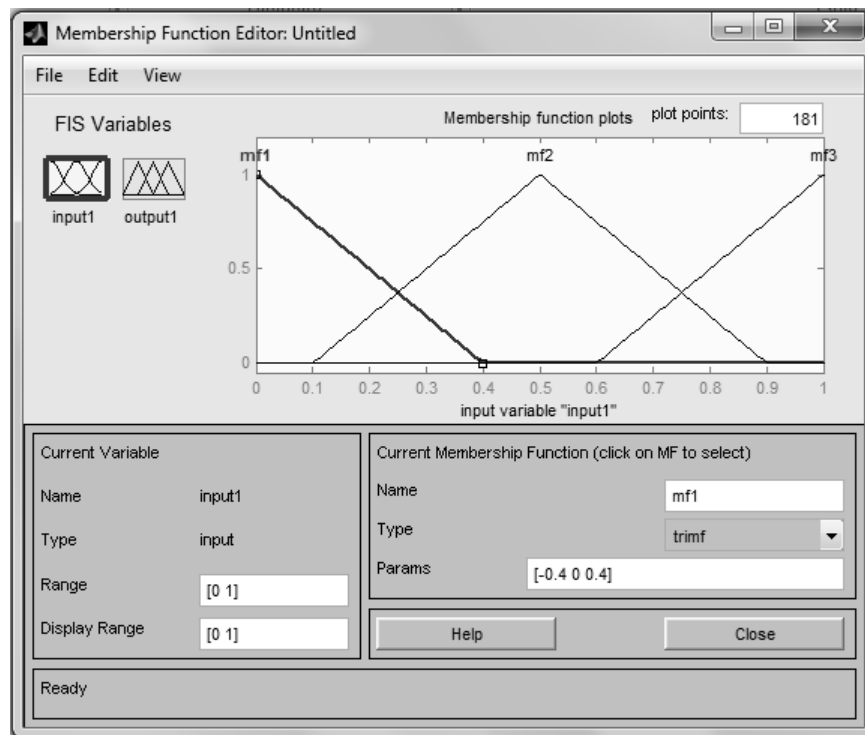 Membership Function Editor: Untitled
File Edit View
FIS Variables
Membership function plots plot points: 181
input1 output1
mf1 mf2 mf3
1
0.5
0
0 0.1 0.2 0.3 0.4 0.5 0.6 0.7 0.8 0.9 1
input variable "input1"
Current Variable
Name input1
Type input
Range [0 1]
Display Range [0 1]
Current Membership Function (click on MF to select)
Name mf1
Type trimf
Params [-0.4 0 0.4]
Help Close
Ready